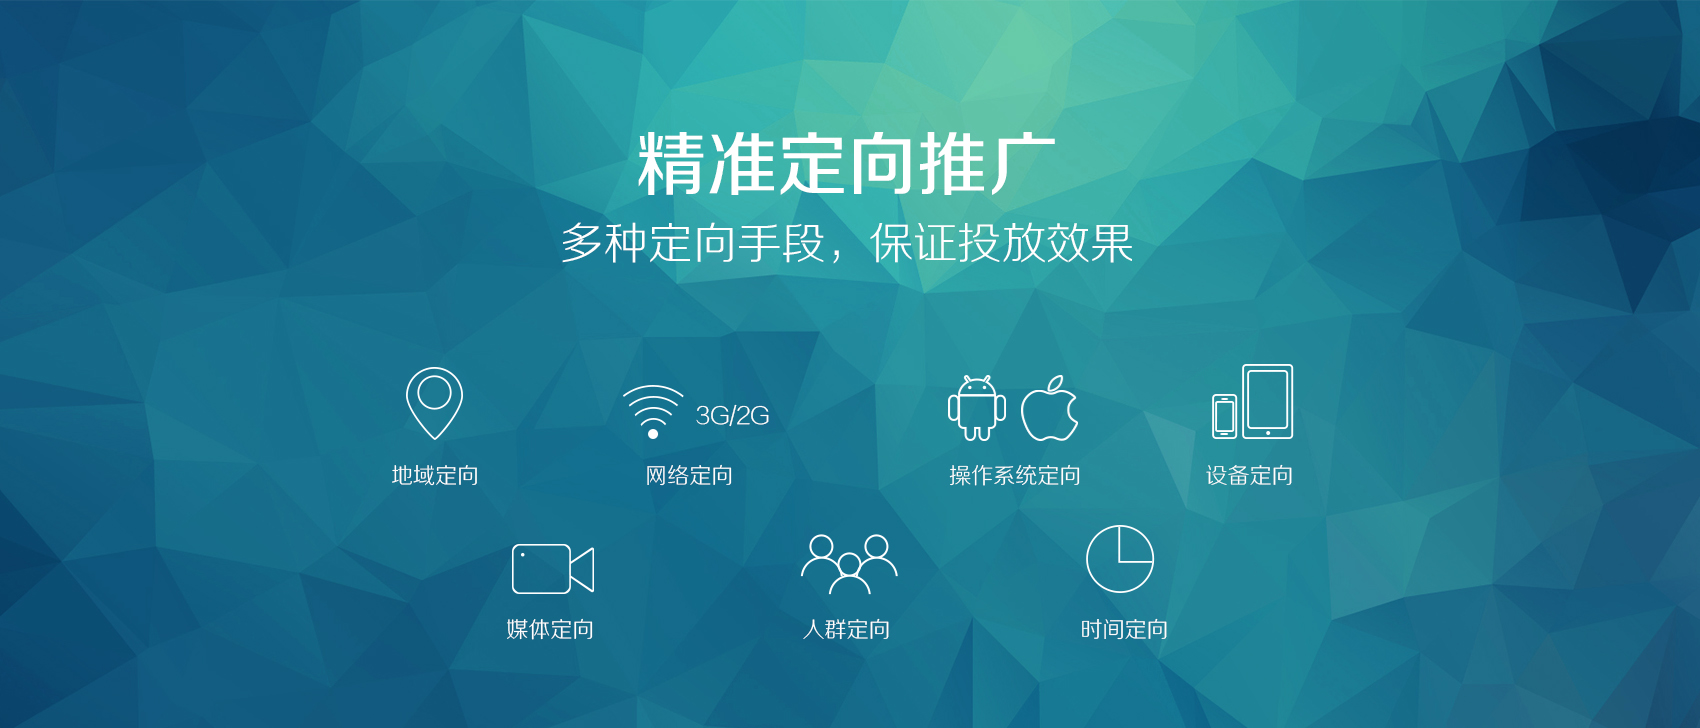 精准定向推广
多种定向手段，保证投放效果
3G/2G
地域定向
网络定向
操作系统定向
设备定向
媒体定向
人群定向
时间定向